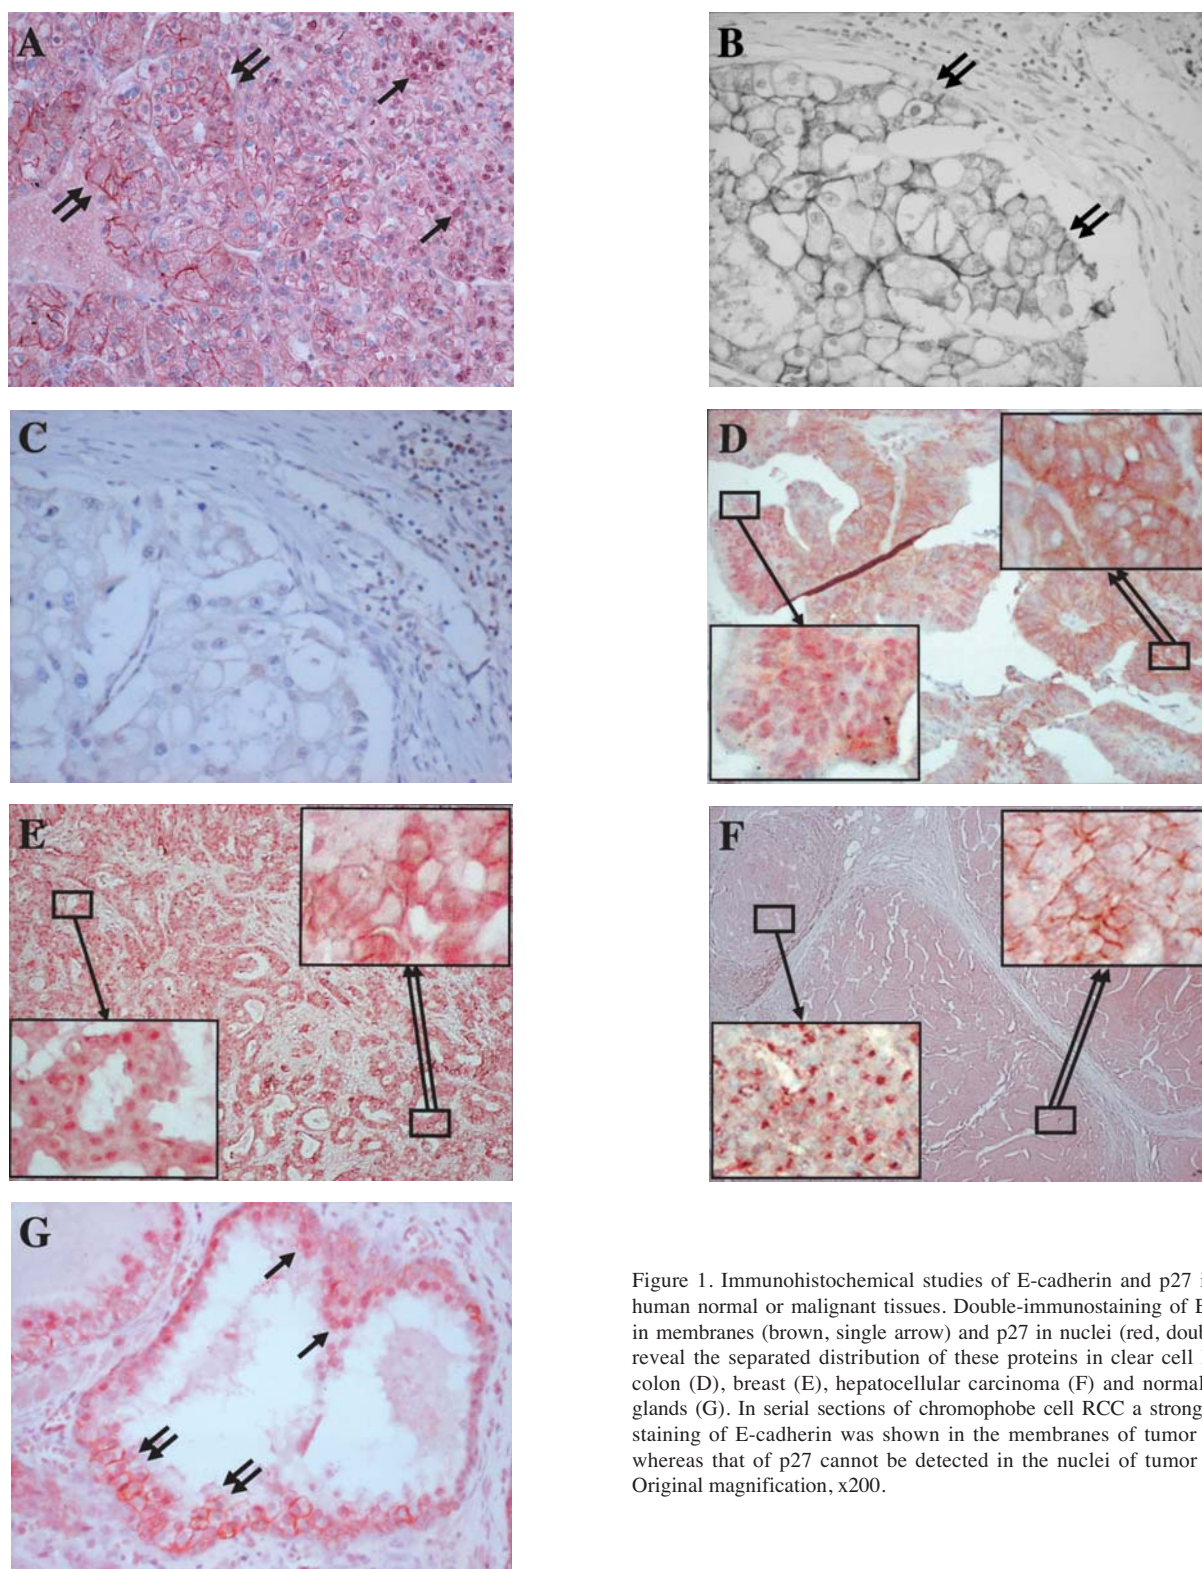 A
B
C
D
E
F
G
Figure 1. Immunohistochemical studies of E-cadherin and p27
human normal or malignant tissues. Double-immunostaining of
in membranes (brown, single arrow) and p27 in nuclei (red,
reveal the separated distribution of these proteins in clear cell
colon (D), breast (E), hepatocellular carcinoma (F) and normal
glands (G). In serial sections of chromophobe cell RCC a strong
staining of E-cadherin was shown in the membranes of tumor
whereas that of p27 cannot be detected in the nuclei of tumor
Original magnification, x200.